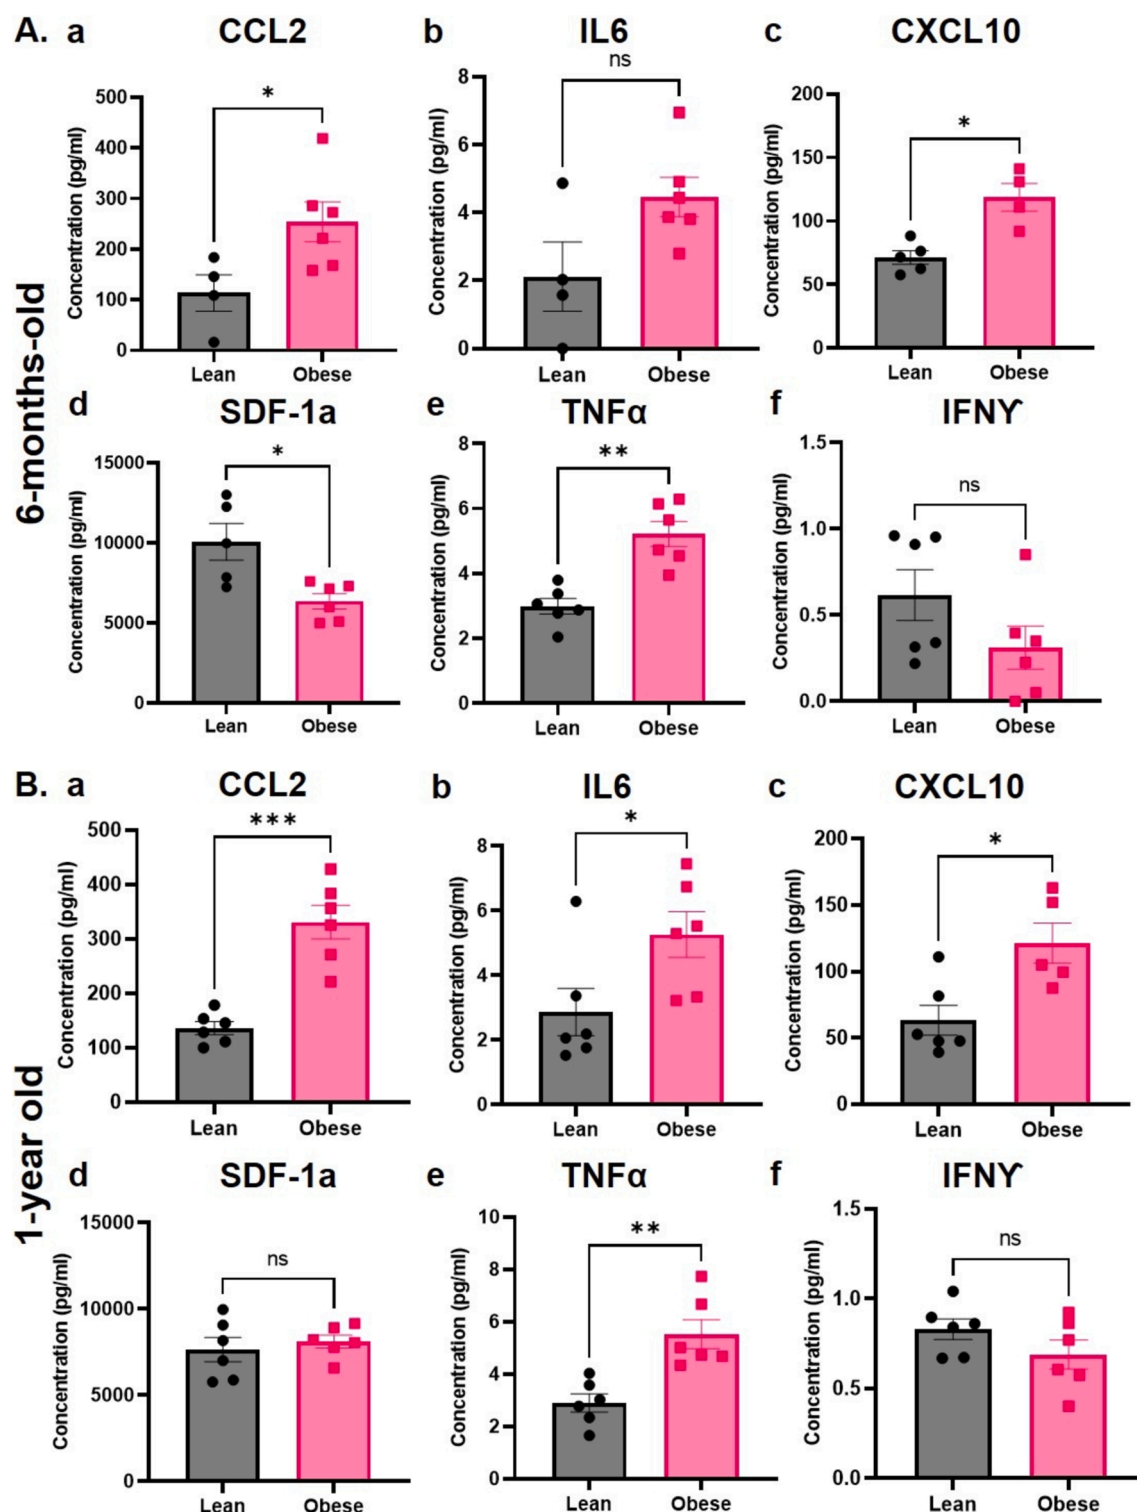 A. a CCL2 b IL6 c CXCL10
* ns *
Concentration (pg/ml) Concentration (pg/ml) Concentration (pg/ml)
500 8 200
400 6 150
300 4 100
200 2 50
100 0 0
0
Lean Obese Lean Obese Lean Obese
6-months-old
d SDF-1a e TNFα f IFNϒ
* ** ns
Concentration (pg/ml) Concentration (pg/ml) Concentration (pg/ml)
15000 8 1.5
10000 6 1.0
5000 4 0.5
0 2 0.0
0
Lean Obese Lean Obese Lean Obese
B. a CCL2 b IL6 c CXCL10
*** * *
Concentration (pg/ml) Concentration (pg/ml) Concentration (pg/ml)
500 8 200
400 6 150
300 4 100
200 2 50
100 0 0
0
Lean Obese Lean Obese Lean Obese
1-year old
d SDF-1a e TNFα f IFNϒ
ns ** ns
Concentration (pg/ml) Concentration (pg/ml) Concentration (pg/ml)
15000 10 1.5
10000 8 1.0
5000 6 0.5
0 4 0.0
2
0
Lean Obese Lean Obese Lean Obese